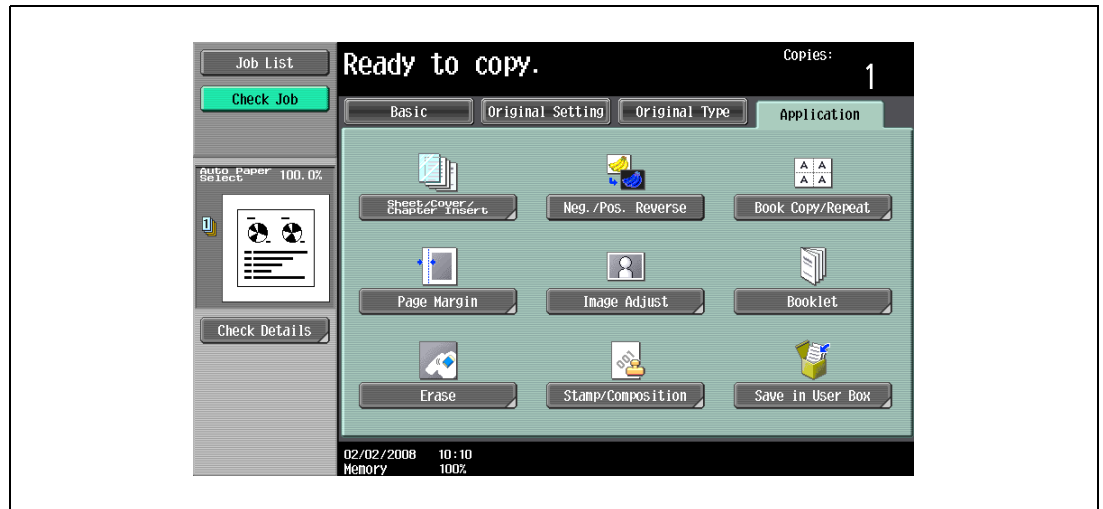 Job List
Check Job
Auto Paper
Select 100.0%
1
Check Details
Ready to copy.
Copies:
1
Basic
Original Setting
Original Type
Application
Sheet/Cover/
Chapter Insert
Neg./Pos. Reverse
A A
A A
Book Copy/Repeat
Page Margin
Image Adjust
Booklet
Erase
001
Stamp/Composition
Save in User Box
02/02/2008 10:10
Memory 100%